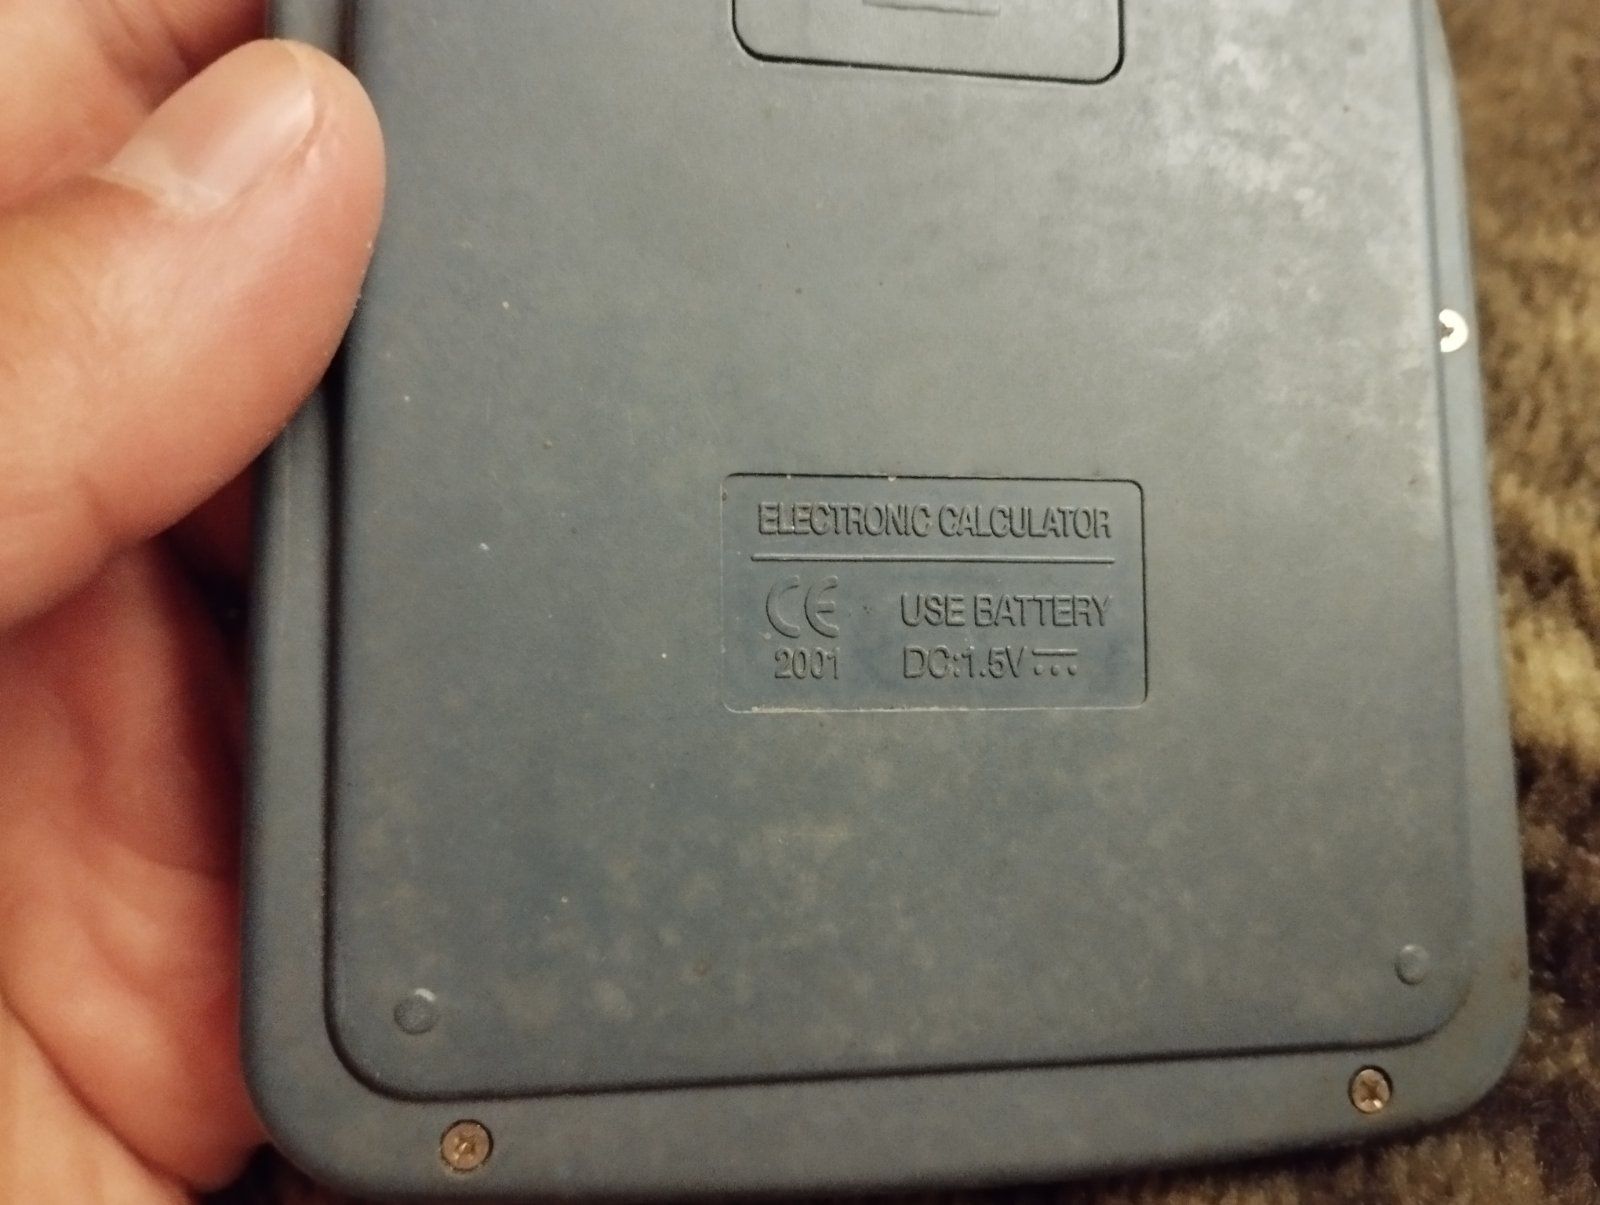 ELECTRONIC CALCULATOR
CE USE BATTERY
2001 DC:1.5V